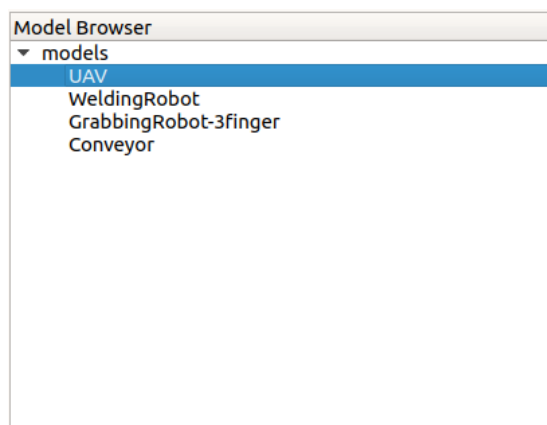 Model Browser
models
UAV
WeldingRobot
GrabbingRobot-3finger
Conveyor